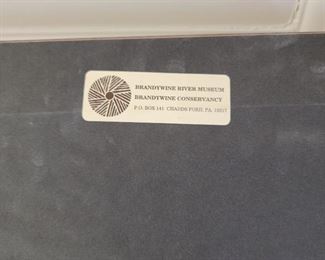 BRANDYWINE RIVER MUSEUM
BRANDYWINE CONSERVANCY
P.O. BOX 141 CHADDS FORD, PA. 19317